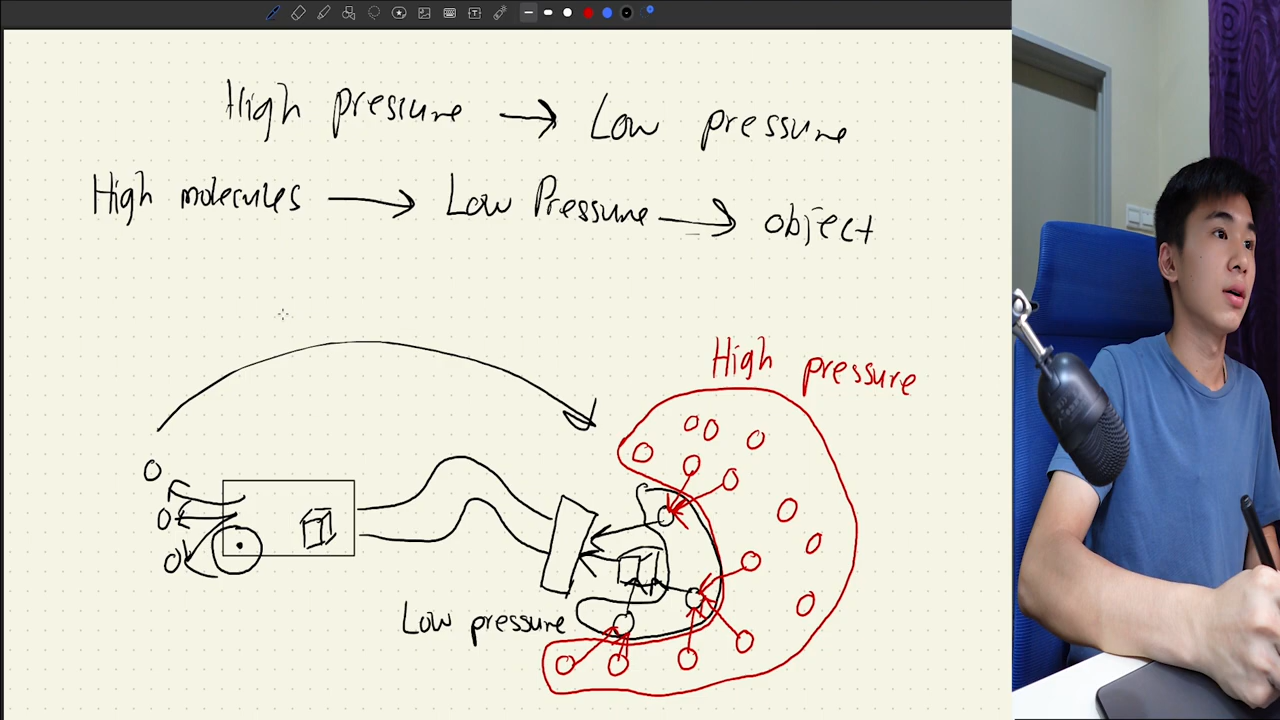 High pressure → Low pressure
High molecules → Low Pressure → object
High pressure
Low pressure